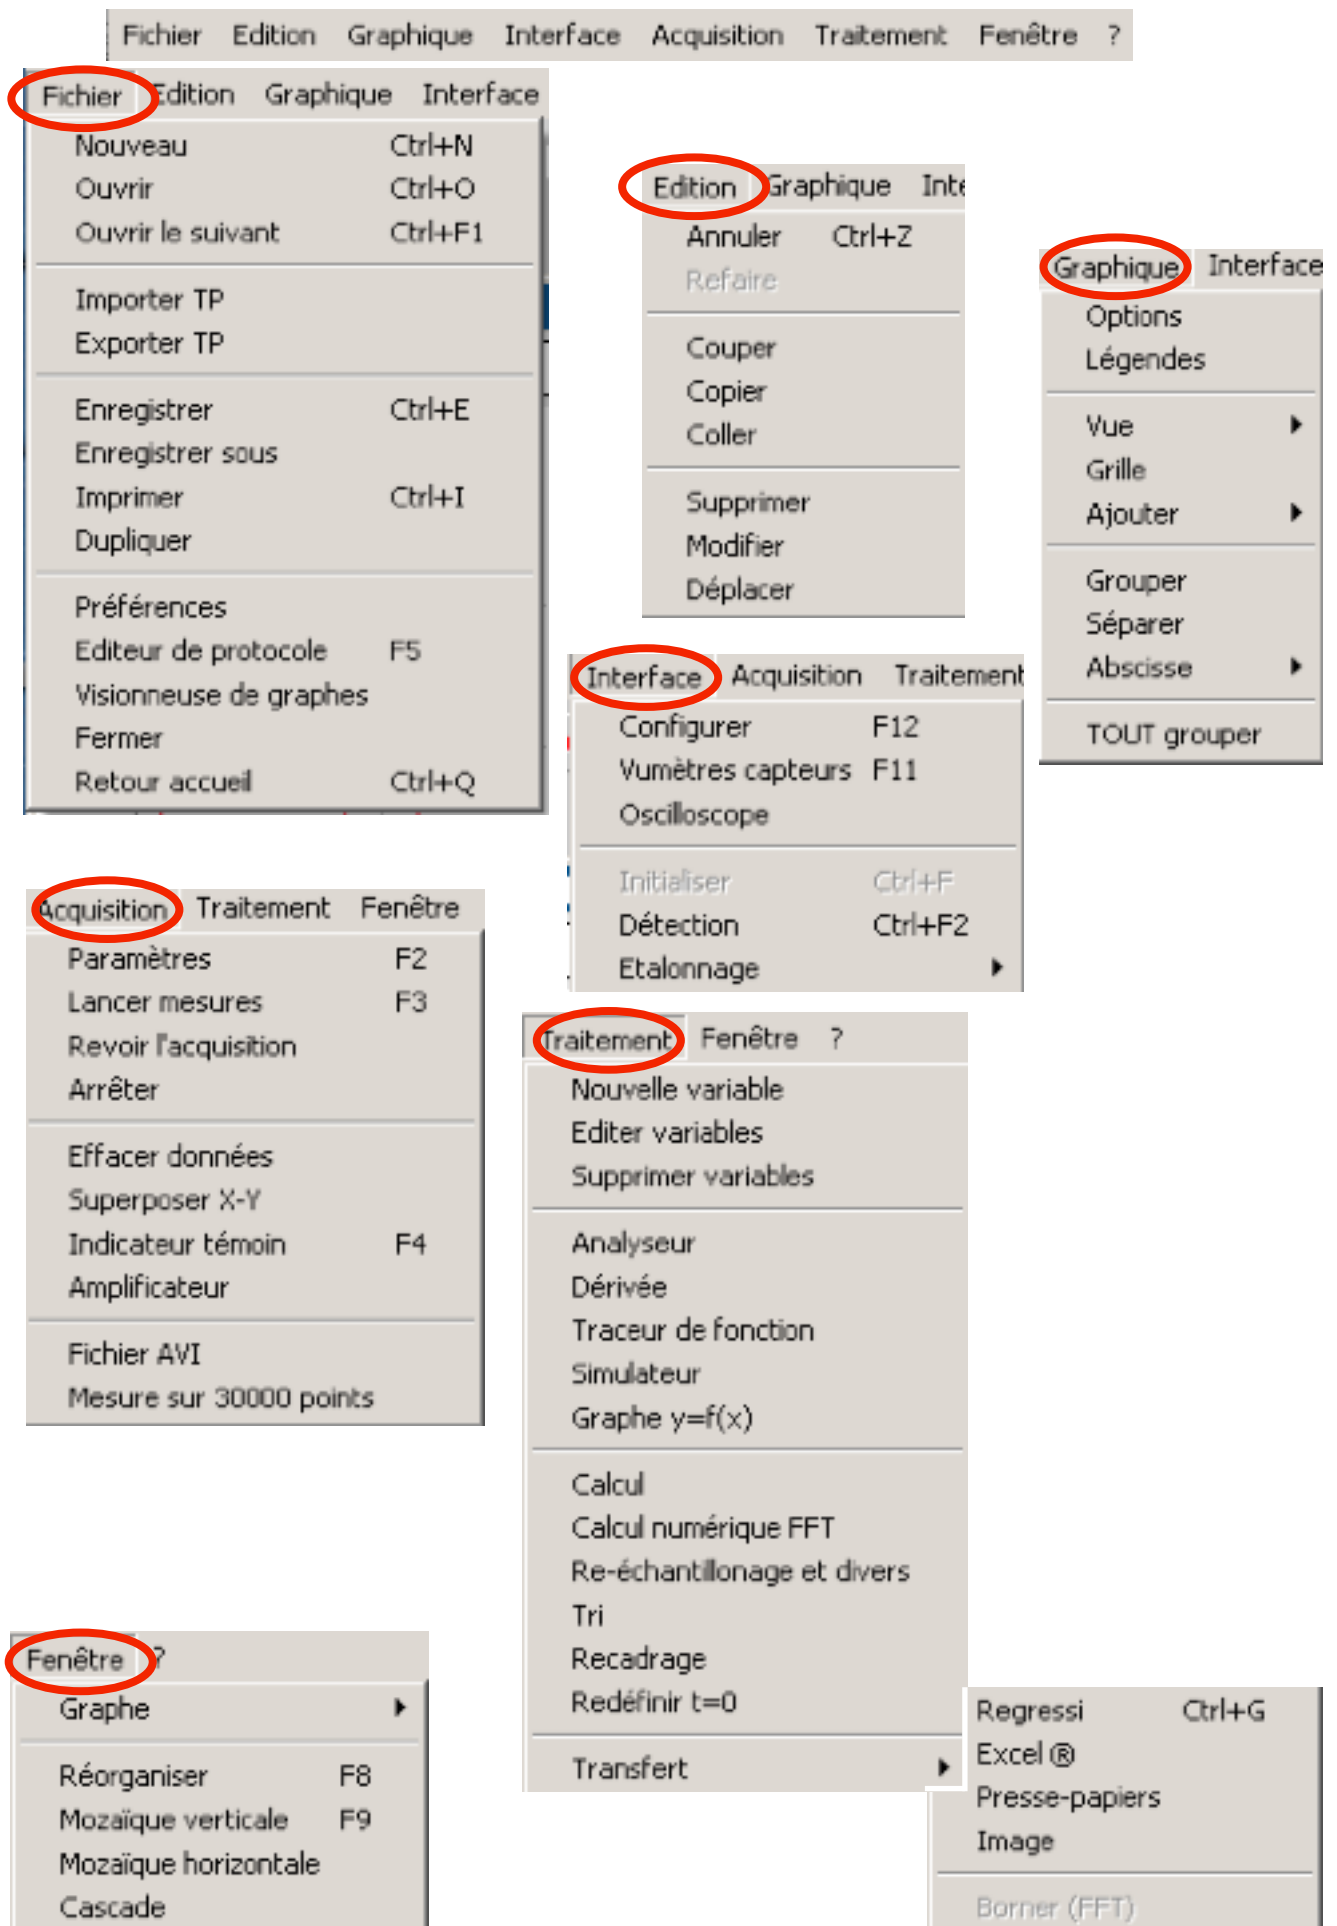 Fichier Edition Graphique Interface Acquisition Traitement Fenêtre ?
Fichier Edition Graphique Interface
Nouveau Ctrl+N
Ouvrir Ctrl+O
Ouvrir le suivant Ctrl+F1
Importer TP
Exporter TP
Enregistrer Ctrl+E
Enregistrer sous
Imprimer Ctrl+I
Dupliquer
Préférences
Editeur de protocole F5
Visionneuse de graphes
Fermer
Retour accueil Ctrl+Q
Edition Graphique Inte
Annuler Ctrl+Z
Refaire
Couper
Copier
Coller
Supprimer
Modifier
Déplacer
Graphique Interface
Options
Légendes
Vue
Grille
Ajouter
Grouper
Séparer
Abscisse
TOUT grouper
Interface Acquisition Traitement
Configurer F12
Vumètres capteurs F11
Oscilloscope
Initialiser Ctrl+F
Détection Ctrl+F2
Etalonnage
Acquisition Traitement Fenêtre
Paramètres F2
Lancer mesures F3
Revoir l'acquisition
Arrêter
Effacer données
Superposer X-Y
Indicateur témoin F4
Amplificateur
Fichier AVI
Mesure sur 30000 points
Traitement Fenêtre ?
Nouvelle variable
Editer variables
Supprimer variables
Analyseur
Dérivée
Traceur de fonction
Simulateur
Graphe y=f(x)
Calcul
Calcul numérique FFT
Re-échantillonage et divers
Tri
Recadrage
Redéfinir t=0
Transfert
Fenêtre ?
Graphe
Réorganiser F8
Mozaïque verticale F9
Mozaïque horizontale
Cascade
Regressi Ctrl+G
Excel ®
Presse-papiers
Image
Borner (FFT)